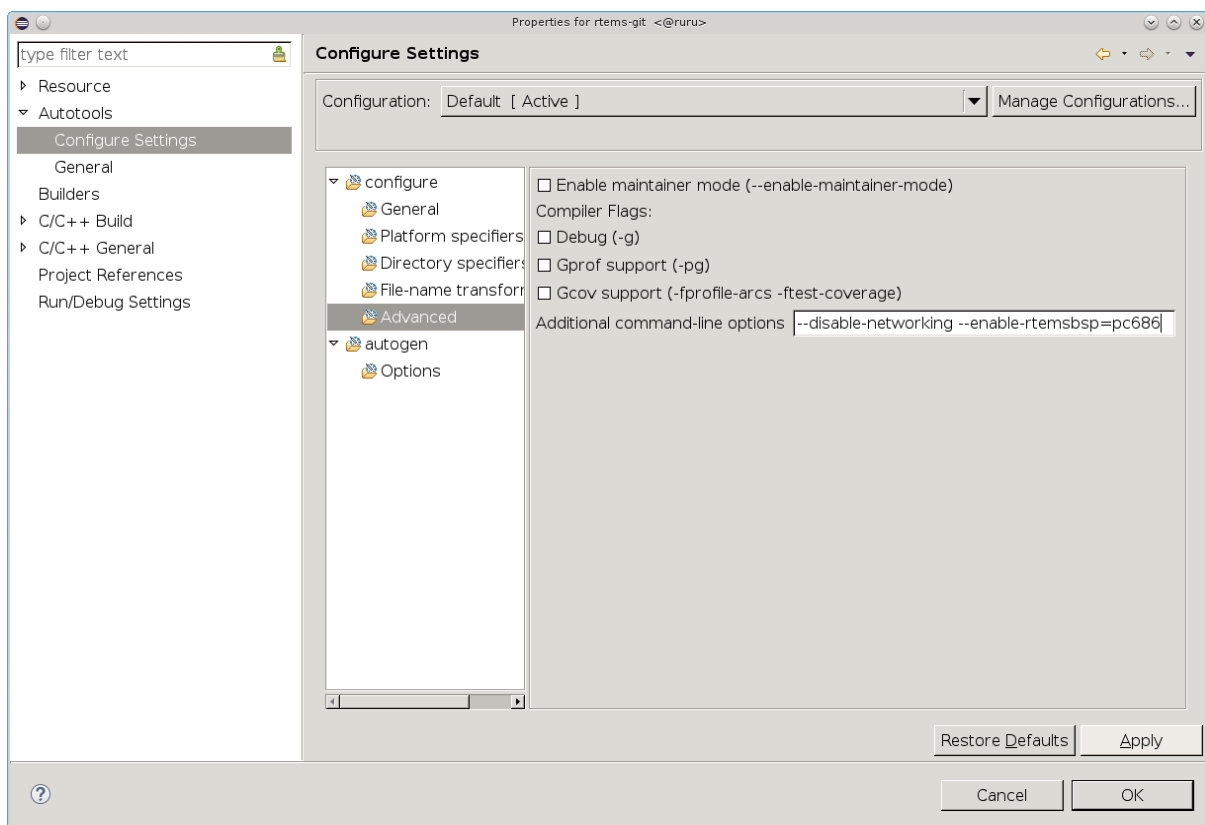 Properties for rtems-git <@ruru>
type filter text
Resource
Autotools
Configure Settings
General
Builders
C/C++ Build
C/C++ General
Project References
Run/Debug Settings
Configure Settings
Configuration: Default [ Active ] Manage Configurations...
configure
General
Platform specifiers
Directory specifiers
File-name transforr
Advanced
autogen
Options
Enable maintainer mode (--enable-maintainer-mode)
Compiler Flags:
Debug (-g)
Gprof support (-pg)
Gcov support (-fprofile-arcs -ftest-coverage)
Additional command-line options --disable-networking --enable-rtemsbsp=pc686
Restore Defaults Apply
? Cancel OK